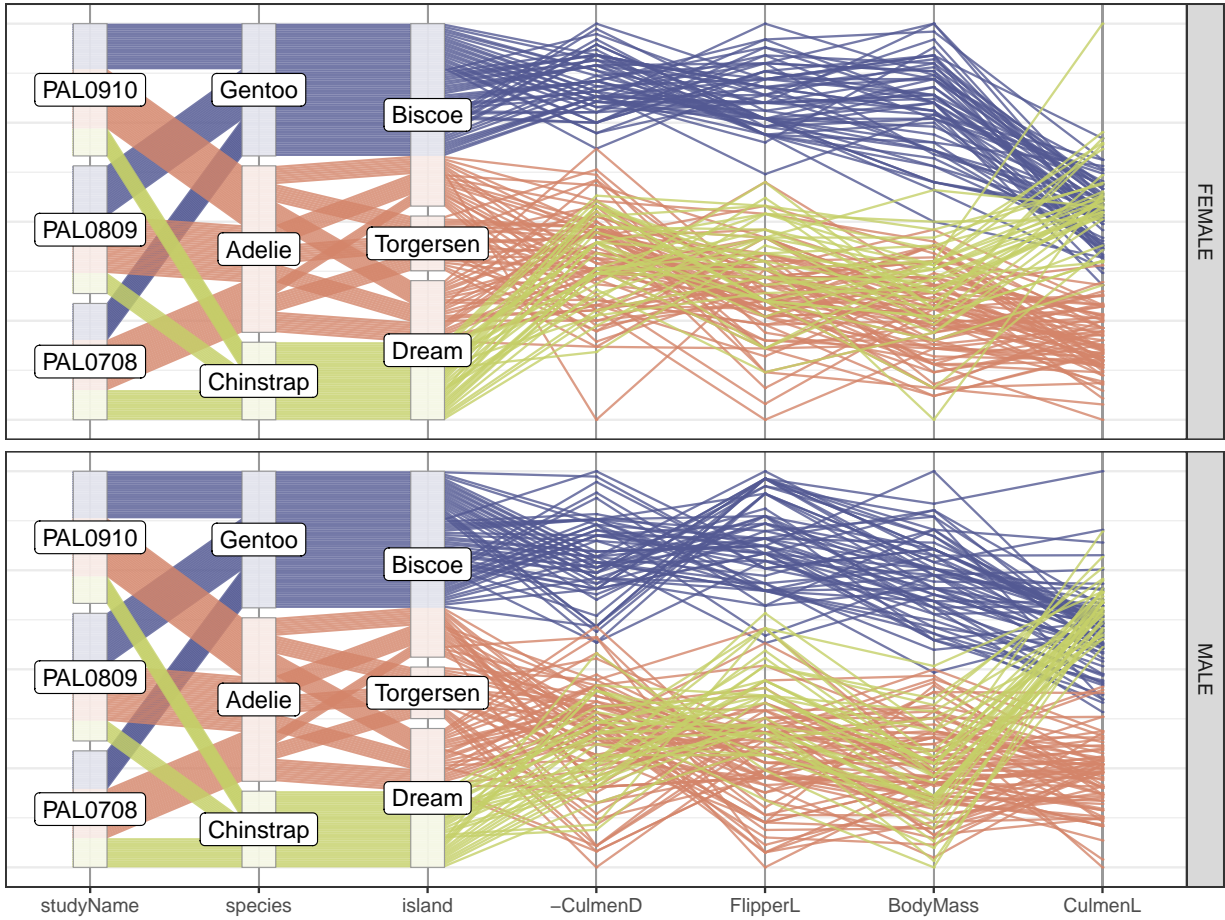 PAL0910
Gentoo
Biscoe
PAL0809
Adelie
Torgersen
PAL0708
Chinstrap
Dream
FEMALE
PAL0910
Gentoo
Biscoe
PAL0809
Adelie
Torgersen
PAL0708
Chinstrap
Dream
MALE
studyName species island −CulmenD FlipperL BodyMass CulmenL